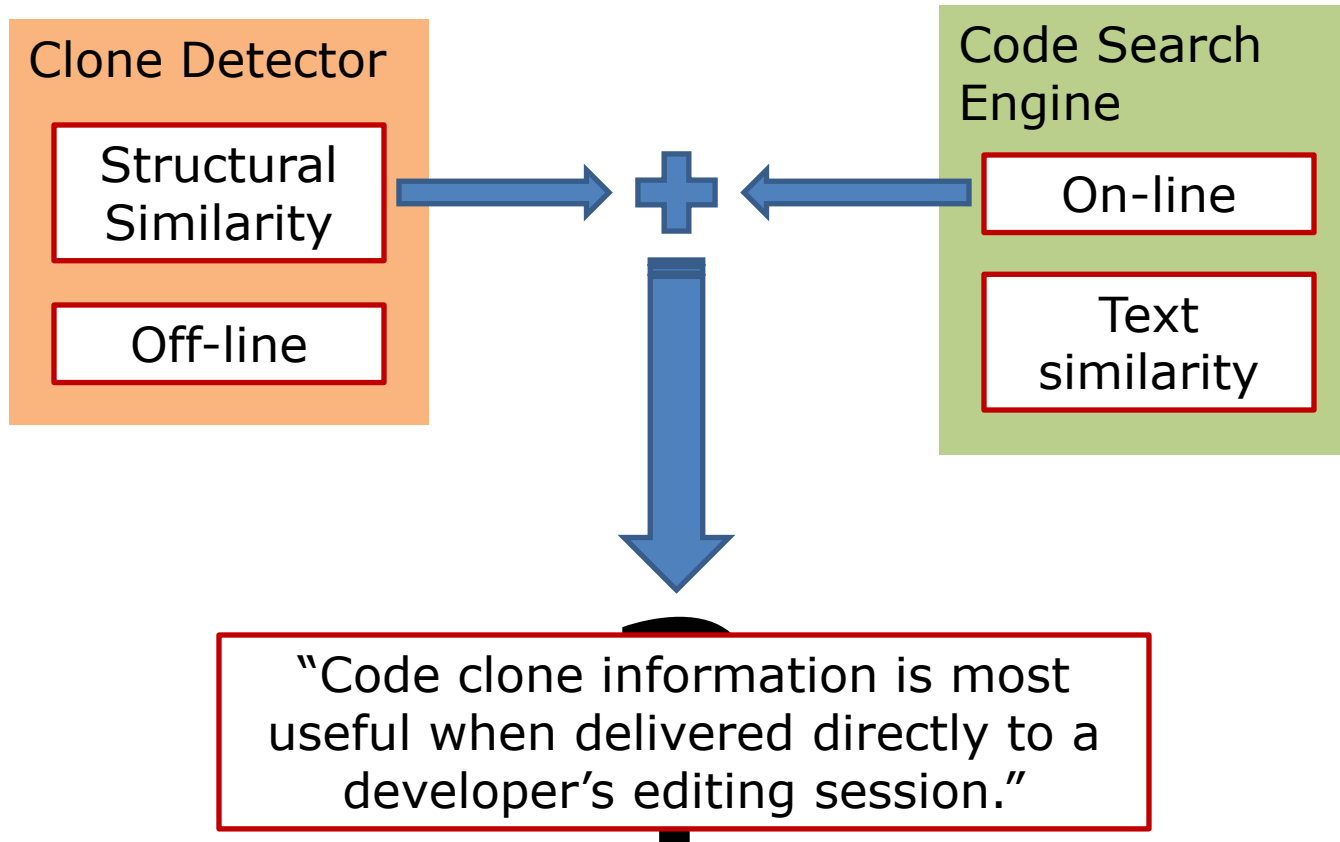 Clone Detector
Structural
Similarity
Off-line
Code Search
Engine
On-line
Text
similarity
“Code clone information is most
useful when delivered directly to a
developer’s editing session.”